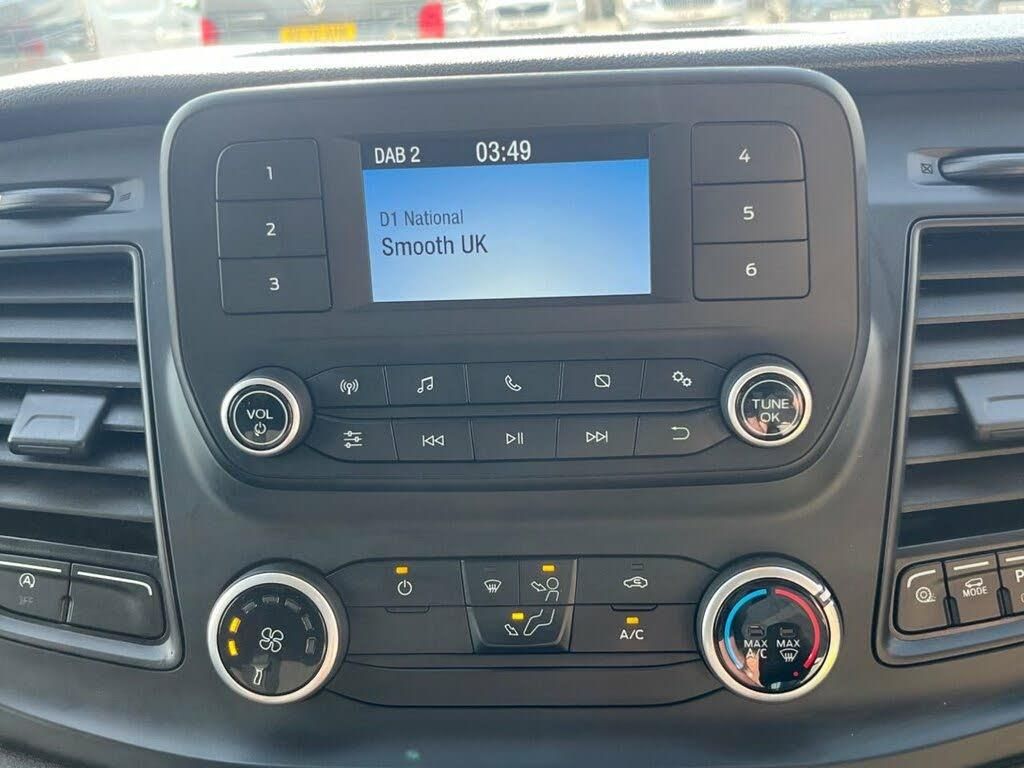 DAB 2 03:49
D1 National
Smooth UK
1
2
3
4
5
6
VOL
TUNE
OK
A
OFF
A/C
MAX
A/C
MAX
MODE